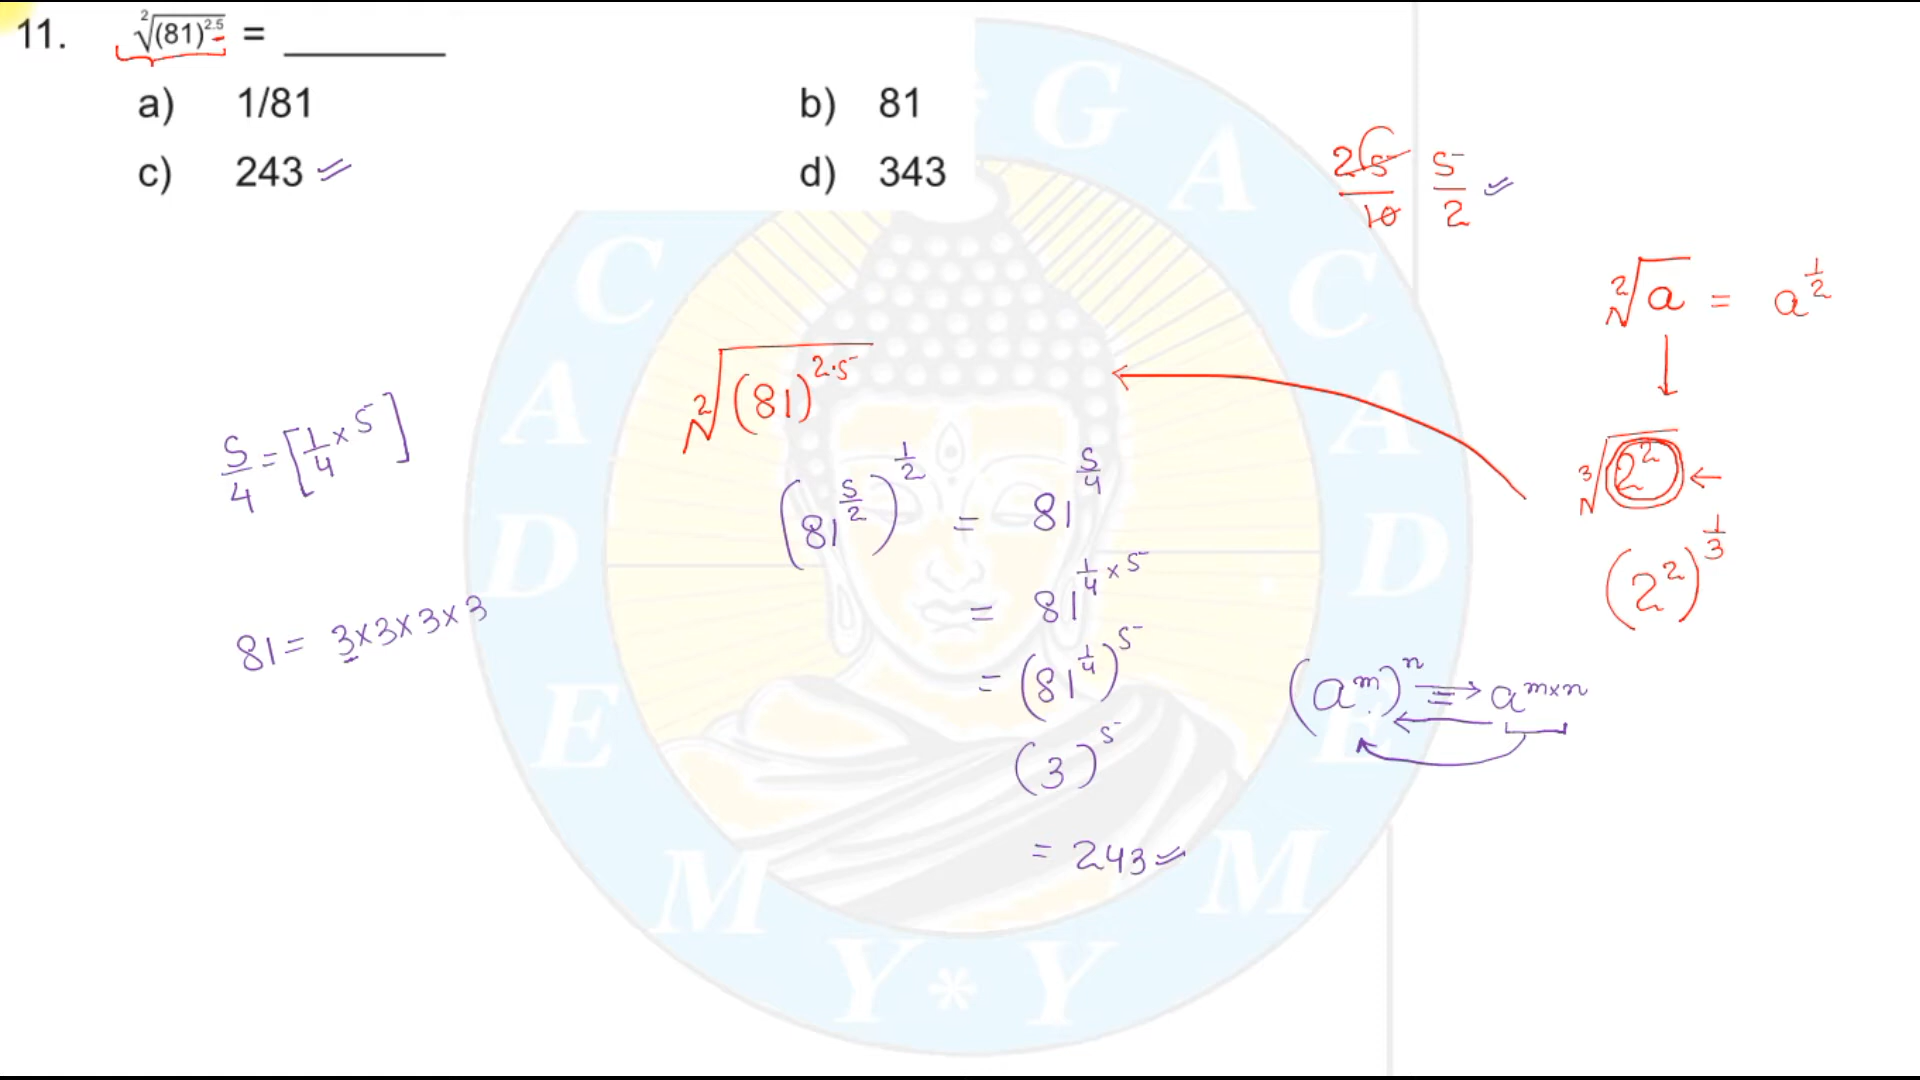 11. ²√(81)^2.5 = ________
a) 1/81
b) 81
c) 243
d) 343
25/10 5/2
²√a = a^1/2
³√2²
(2²)^1/3
5/4 = [1/4 × 5]
81 = 3×3×3×3
²√(81)^2.5
(81^5/2)^1/2 = 81^5/4
= 81^1/4 × 5
= (81^1/4)^5
(3)^5
= 243
(a^m)^n = a^m×n
* G A C A D E M Y * Y M E D A C